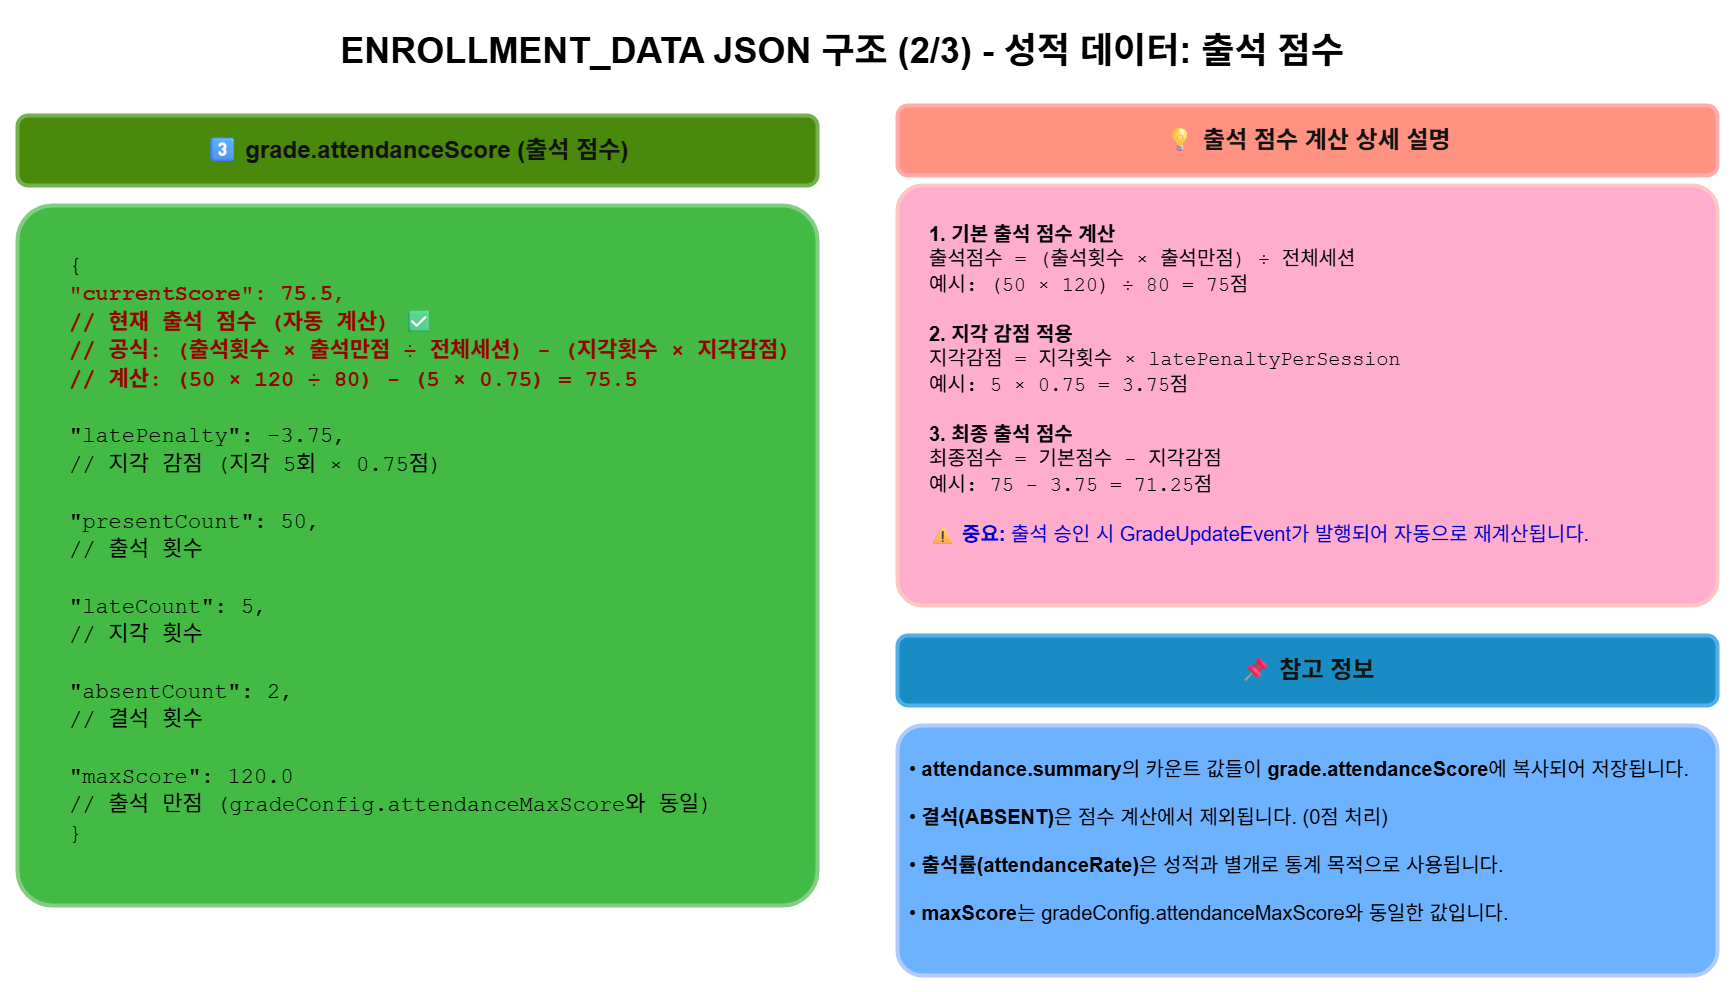 ENROLLMENT_DATA JSON 구조 (2/3) - 성적 데이터: 출석 점수
3️⃣ grade.attendanceScore (출석 점수)
{
"currentScore": 75.5,
// 현재 출석 점수 (자동 계산) ✅
// 공식: (출석횟수 × 출석만점 ÷ 전체세션) - (지각횟수 × 지각감점)
// 계산: (50 × 120 ÷ 80) - (5 × 0.75) = 75.5
"latePenalty": -3.75,
// 지각 감점 (지각 5회 × 0.75점)
"presentCount": 50,
// 출석 횟수
"lateCount": 5,
// 지각 횟수
"absentCount": 2,
// 결석 횟수
"maxScore": 120.0
// 출석 만점 (gradeConfig.attendanceMaxScore와 동일)
}
💡 출석 점수 계산 상세 설명
1. 기본 출석 점수 계산
출석점수 = (출석횟수 × 출석만점) ÷ 전체세션
예시: (50 × 120) ÷ 80 = 75점
2. 지각 감점 적용
지각감점 = 지각횟수 × latePenaltyPerSession
예시: 5 × 0.75 = 3.75점
3. 최종 출석 점수
최종점수 = 기본점수 - 지각감점
예시: 75 - 3.75 = 71.25점
⚠️ 중요: 출석 승인 시 GradeUpdateEvent가 발행되어 자동으로 재계산됩니다.
📌 참고 정보
• attendance.summary의 카운트 값들이 grade.attendanceScore에 복사되어 저장됩니다.
• 결석(ABSENT)은 점수 계산에서 제외됩니다. (0점 처리)
• 출석률(attendanceRate)은 성적과 별개로 통계 목적으로 사용됩니다.
• maxScore는 gradeConfig.attendanceMaxScore와 동일한 값입니다.